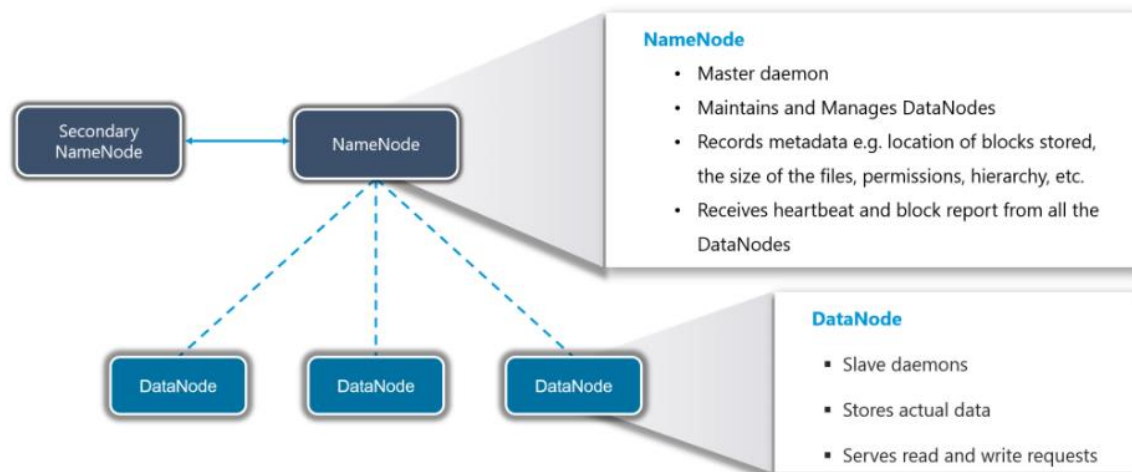 NameNode
• Master daemon
• Maintains and Manages DataNodes
• Records metadata e.g. location of blocks stored,
the size of the files, permissions, hierarchy, etc.
• Receives heartbeat and block report from all the
DataNodes
Secondary
NameNode
NameNode
DataNode
DataNode
DataNode
DataNode
▪ Slave daemons
▪ Stores actual data
▪ Serves read and write requests